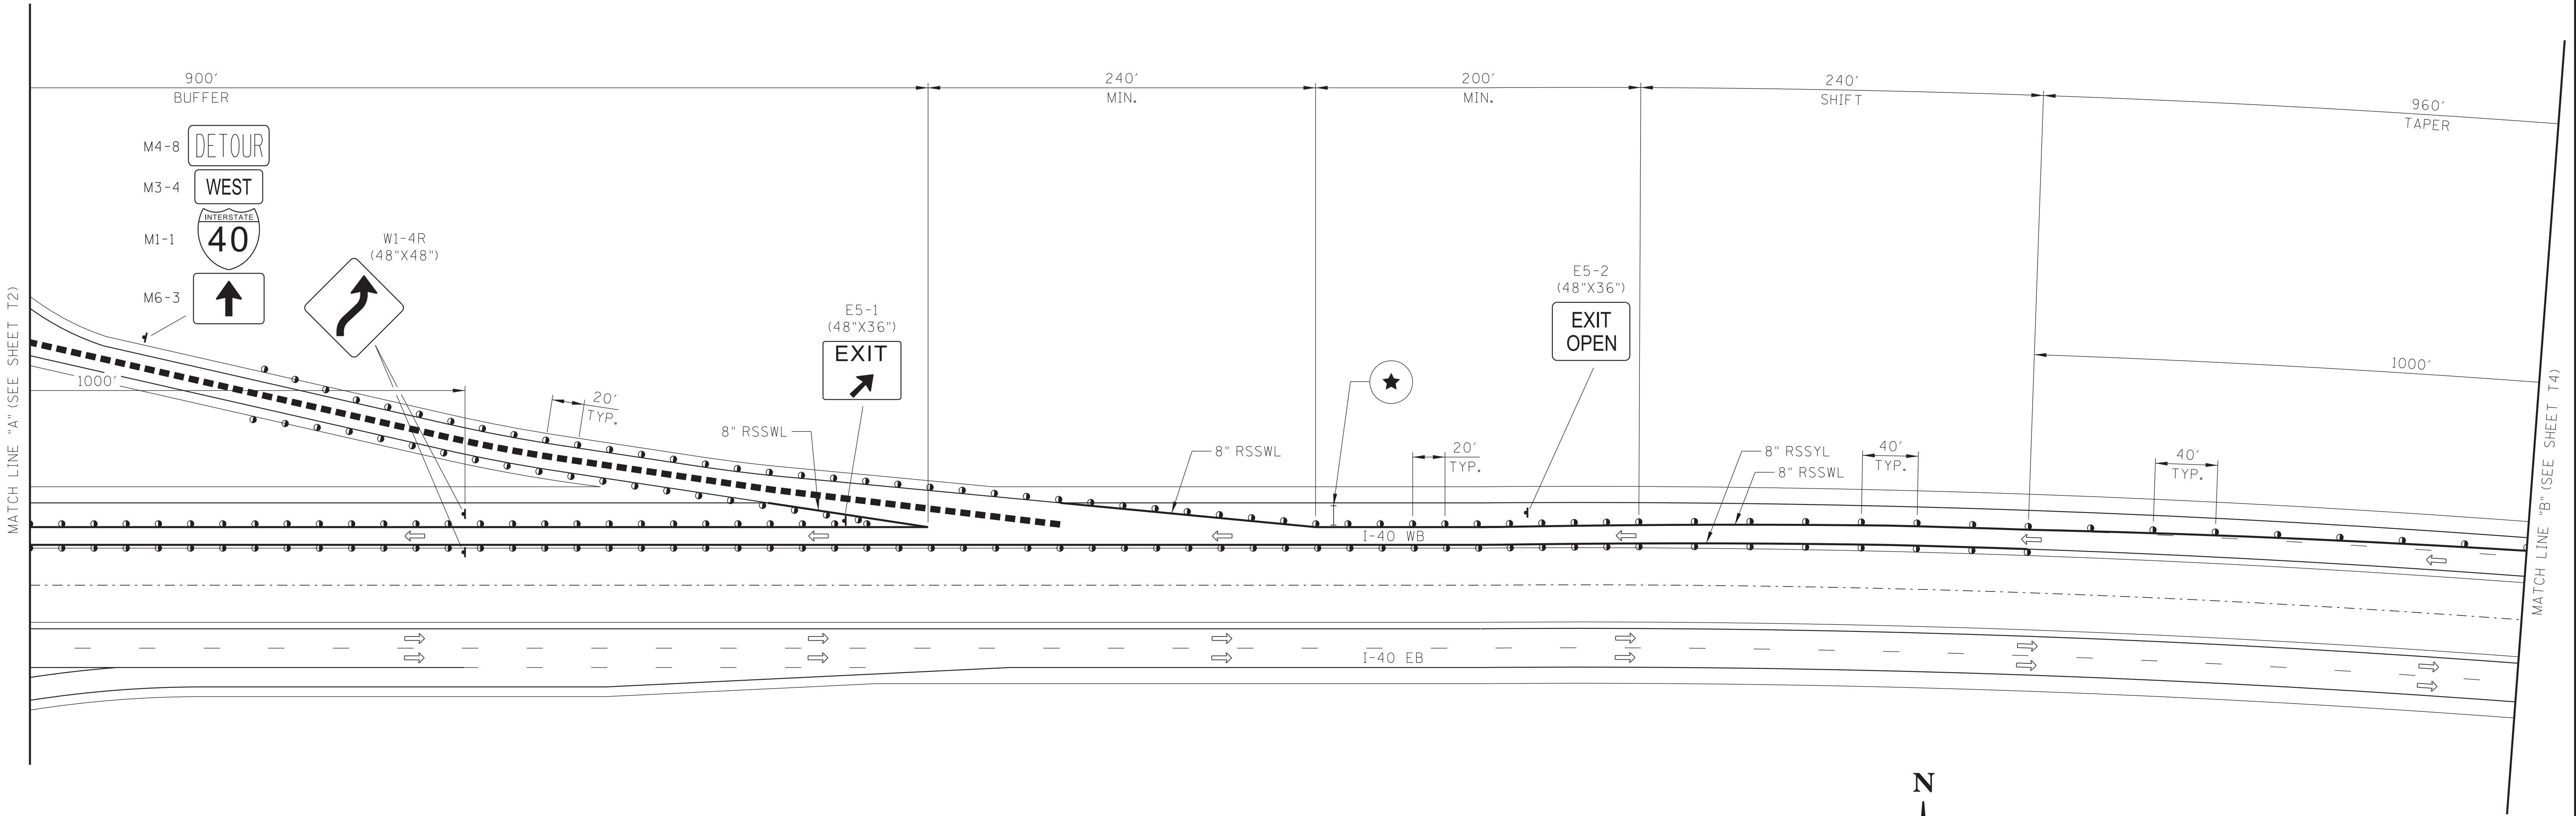 900'
BUFFER
240'
MIN.
200'
MIN.
240'
SHIFT
960'
TAPER
M4-8
DETOUR
M3-4
WEST
M1-1
INTERSTATE
40
M6-3
W1-4R
(48"X48")
E5-1
(48"X36")
EXIT
E5-2
(48"X36")
EXIT
OPEN
1000'
1000'
20'
TYP.
8" RSSWL
8" RSSWL
20'
TYP.
8" RSSYL
8" RSSWL
40'
TYP.
40'
TYP.
I-40 WB
I-40 EB
MATCH LINE "A" (SEE SHEET T2)
MATCH LINE "B" (SEE SHEET T4)
N